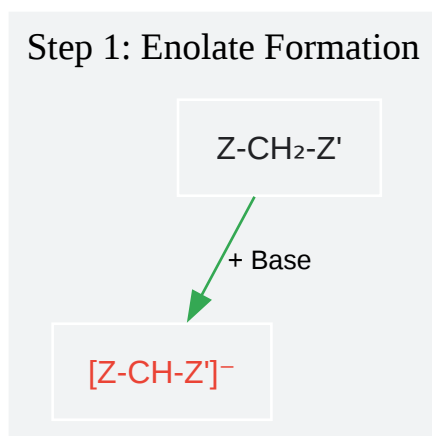 Step 1: Enolate Formation
Z-CH₂-Z'
+ Base
[Z-CH-Z']⁻